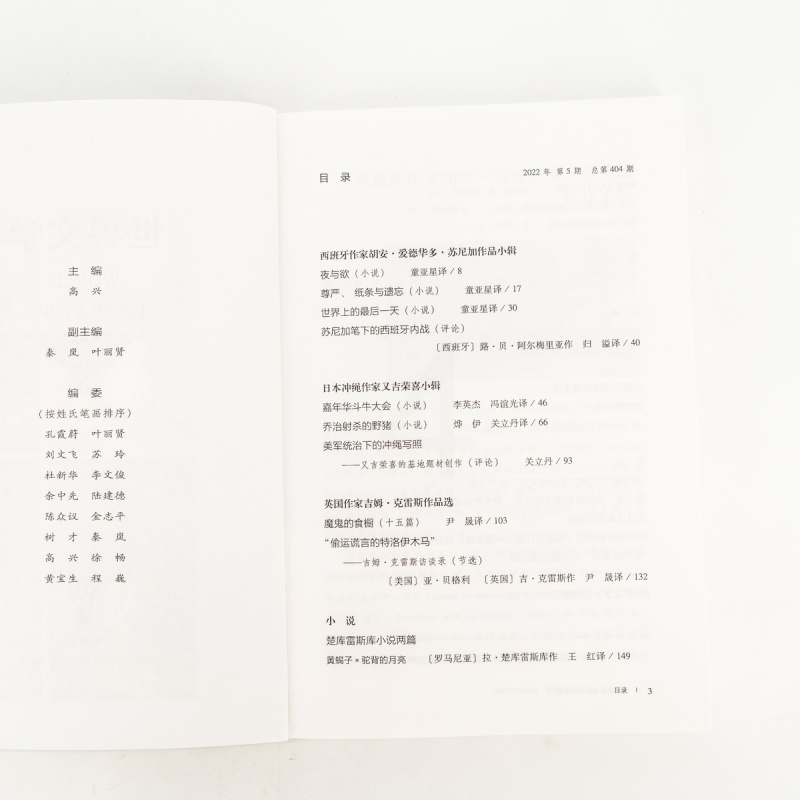 世界文学
主 编
高 兴
副主编
秦 岚 叶丽贤
编 委
(按姓氏笔画排序)
孔霞蔚 叶丽贤
刘文飞 苏 玲
杜新华 李文俊
余中先 陆建德
陈众议 金志平
树 才 秦 岚
高 兴 徐 畅
黄宝生 程 巍
目 录
2022年 第5期 总第404期
西班牙作家胡安·爱德华多·苏尼加作品小辑
夜与欲(小说) 童亚星译/8
尊严、纸条与遗忘(小说) 童亚星译/17
世界上的最后一天(小说) 童亚星译/30
苏尼加笔下的西班牙内战(评论)
〔西班牙〕路·贝·阿尔梅里亚作 归 溢译/40
日本冲绳作家又吉荣喜小辑
嘉年华斗牛大会(小说) 李英杰 冯谊光译/46
乔治射杀的野猪(小说) 烨 伊 关立丹译/66
美军统治下的冲绳写照
——又吉荣喜的基地题材创作(评论) 关立丹/93
英国作家吉姆·克雷斯作品选
魔鬼的食橱(十五篇) 尹 晟译/103
“偷运谎言的特洛伊木马”
——吉姆·克雷斯访谈录(节选)
〔美国〕亚·贝格利 〔英国〕吉·克雷斯作 尹 晟译/132
小 说
楚库雷斯库小说两篇
黄蝎子*驼背的月亮 〔罗马尼亚〕拉·楚库雷斯库作 王 红译/149
目录 | 3